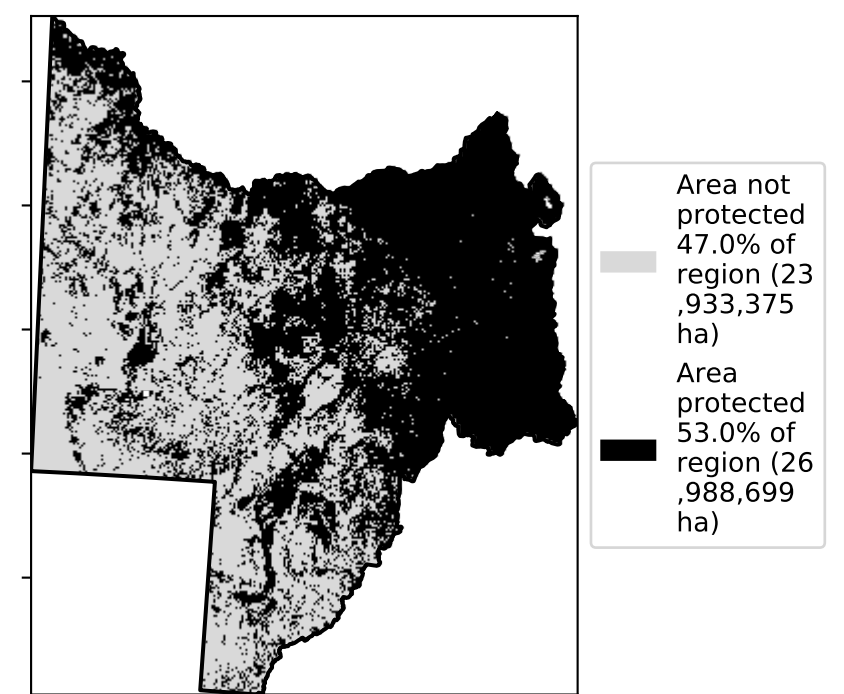 Area not
protected
47.0% of
region (23
,933,375
ha)
Area
protected
53.0% of
region (26
,988,699
ha)